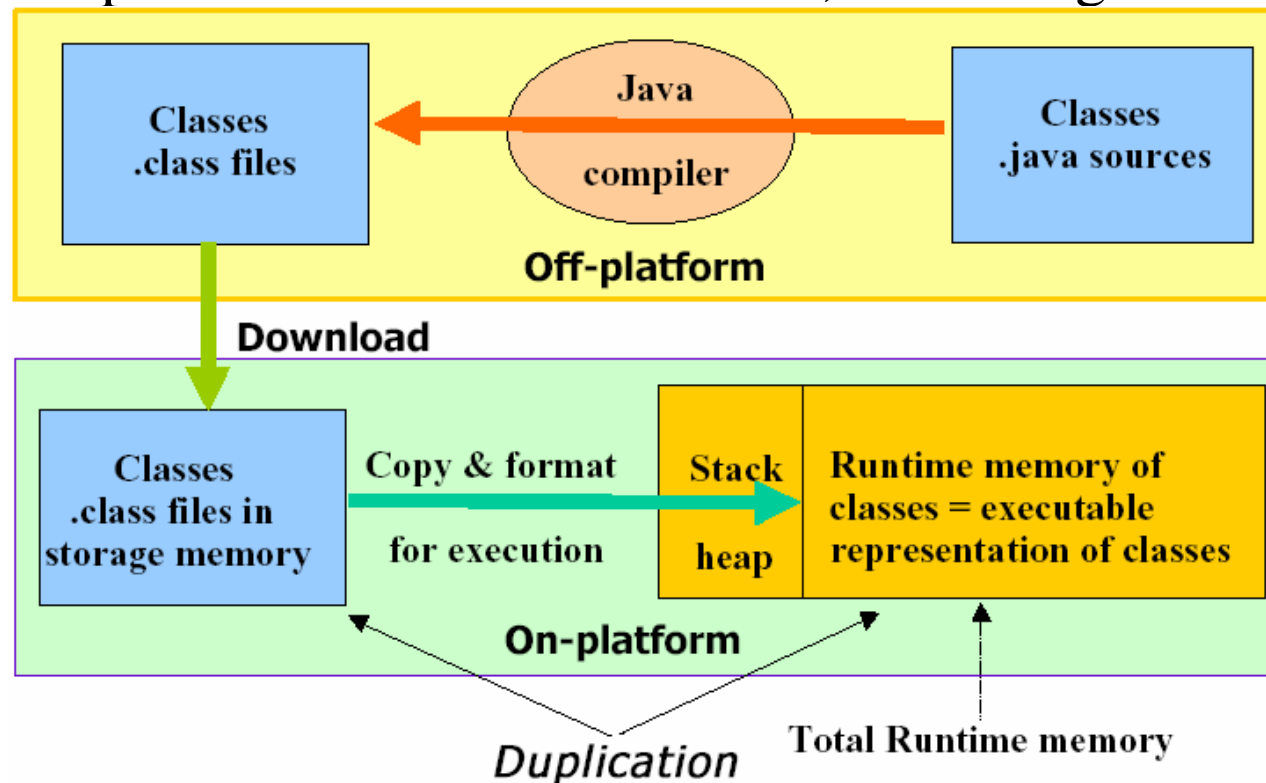 Java
Classes
.class files
Classes
.java sources
compiler
Off-platform
Download
Classes
.class files in
storage memory
Copy & format
for execution
Stack
heap
Runtime memory of
classes = executable
representation of classes
On-platform
Duplication
Total Runtime memory